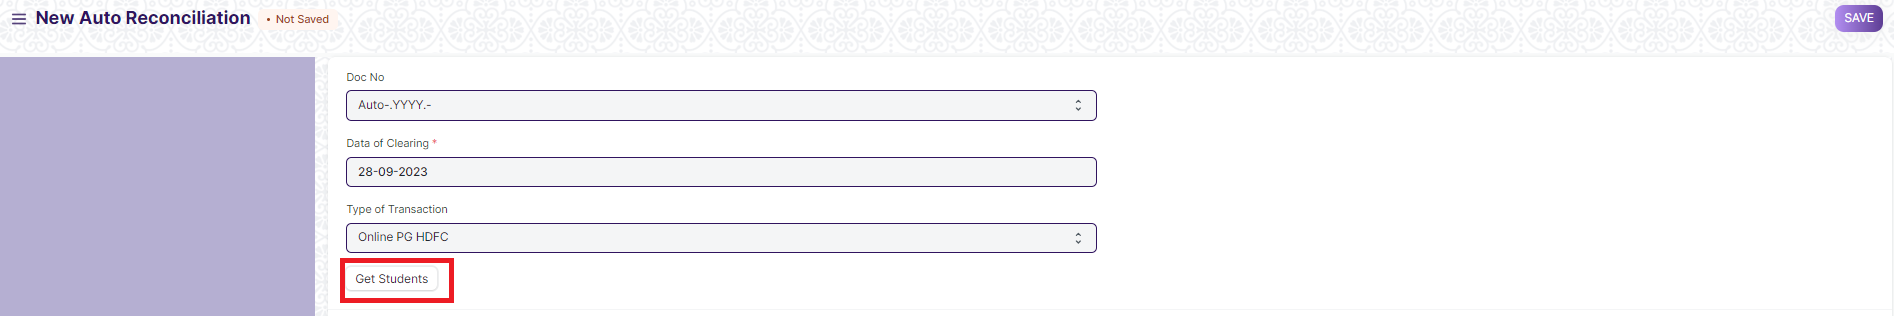 New Auto Reconciliation • Not Saved SAVE
Doc No
Auto-.YYYY.-
Data of Clearing *
28-09-2023
Type of Transaction
Online PG HDFC
Get Students